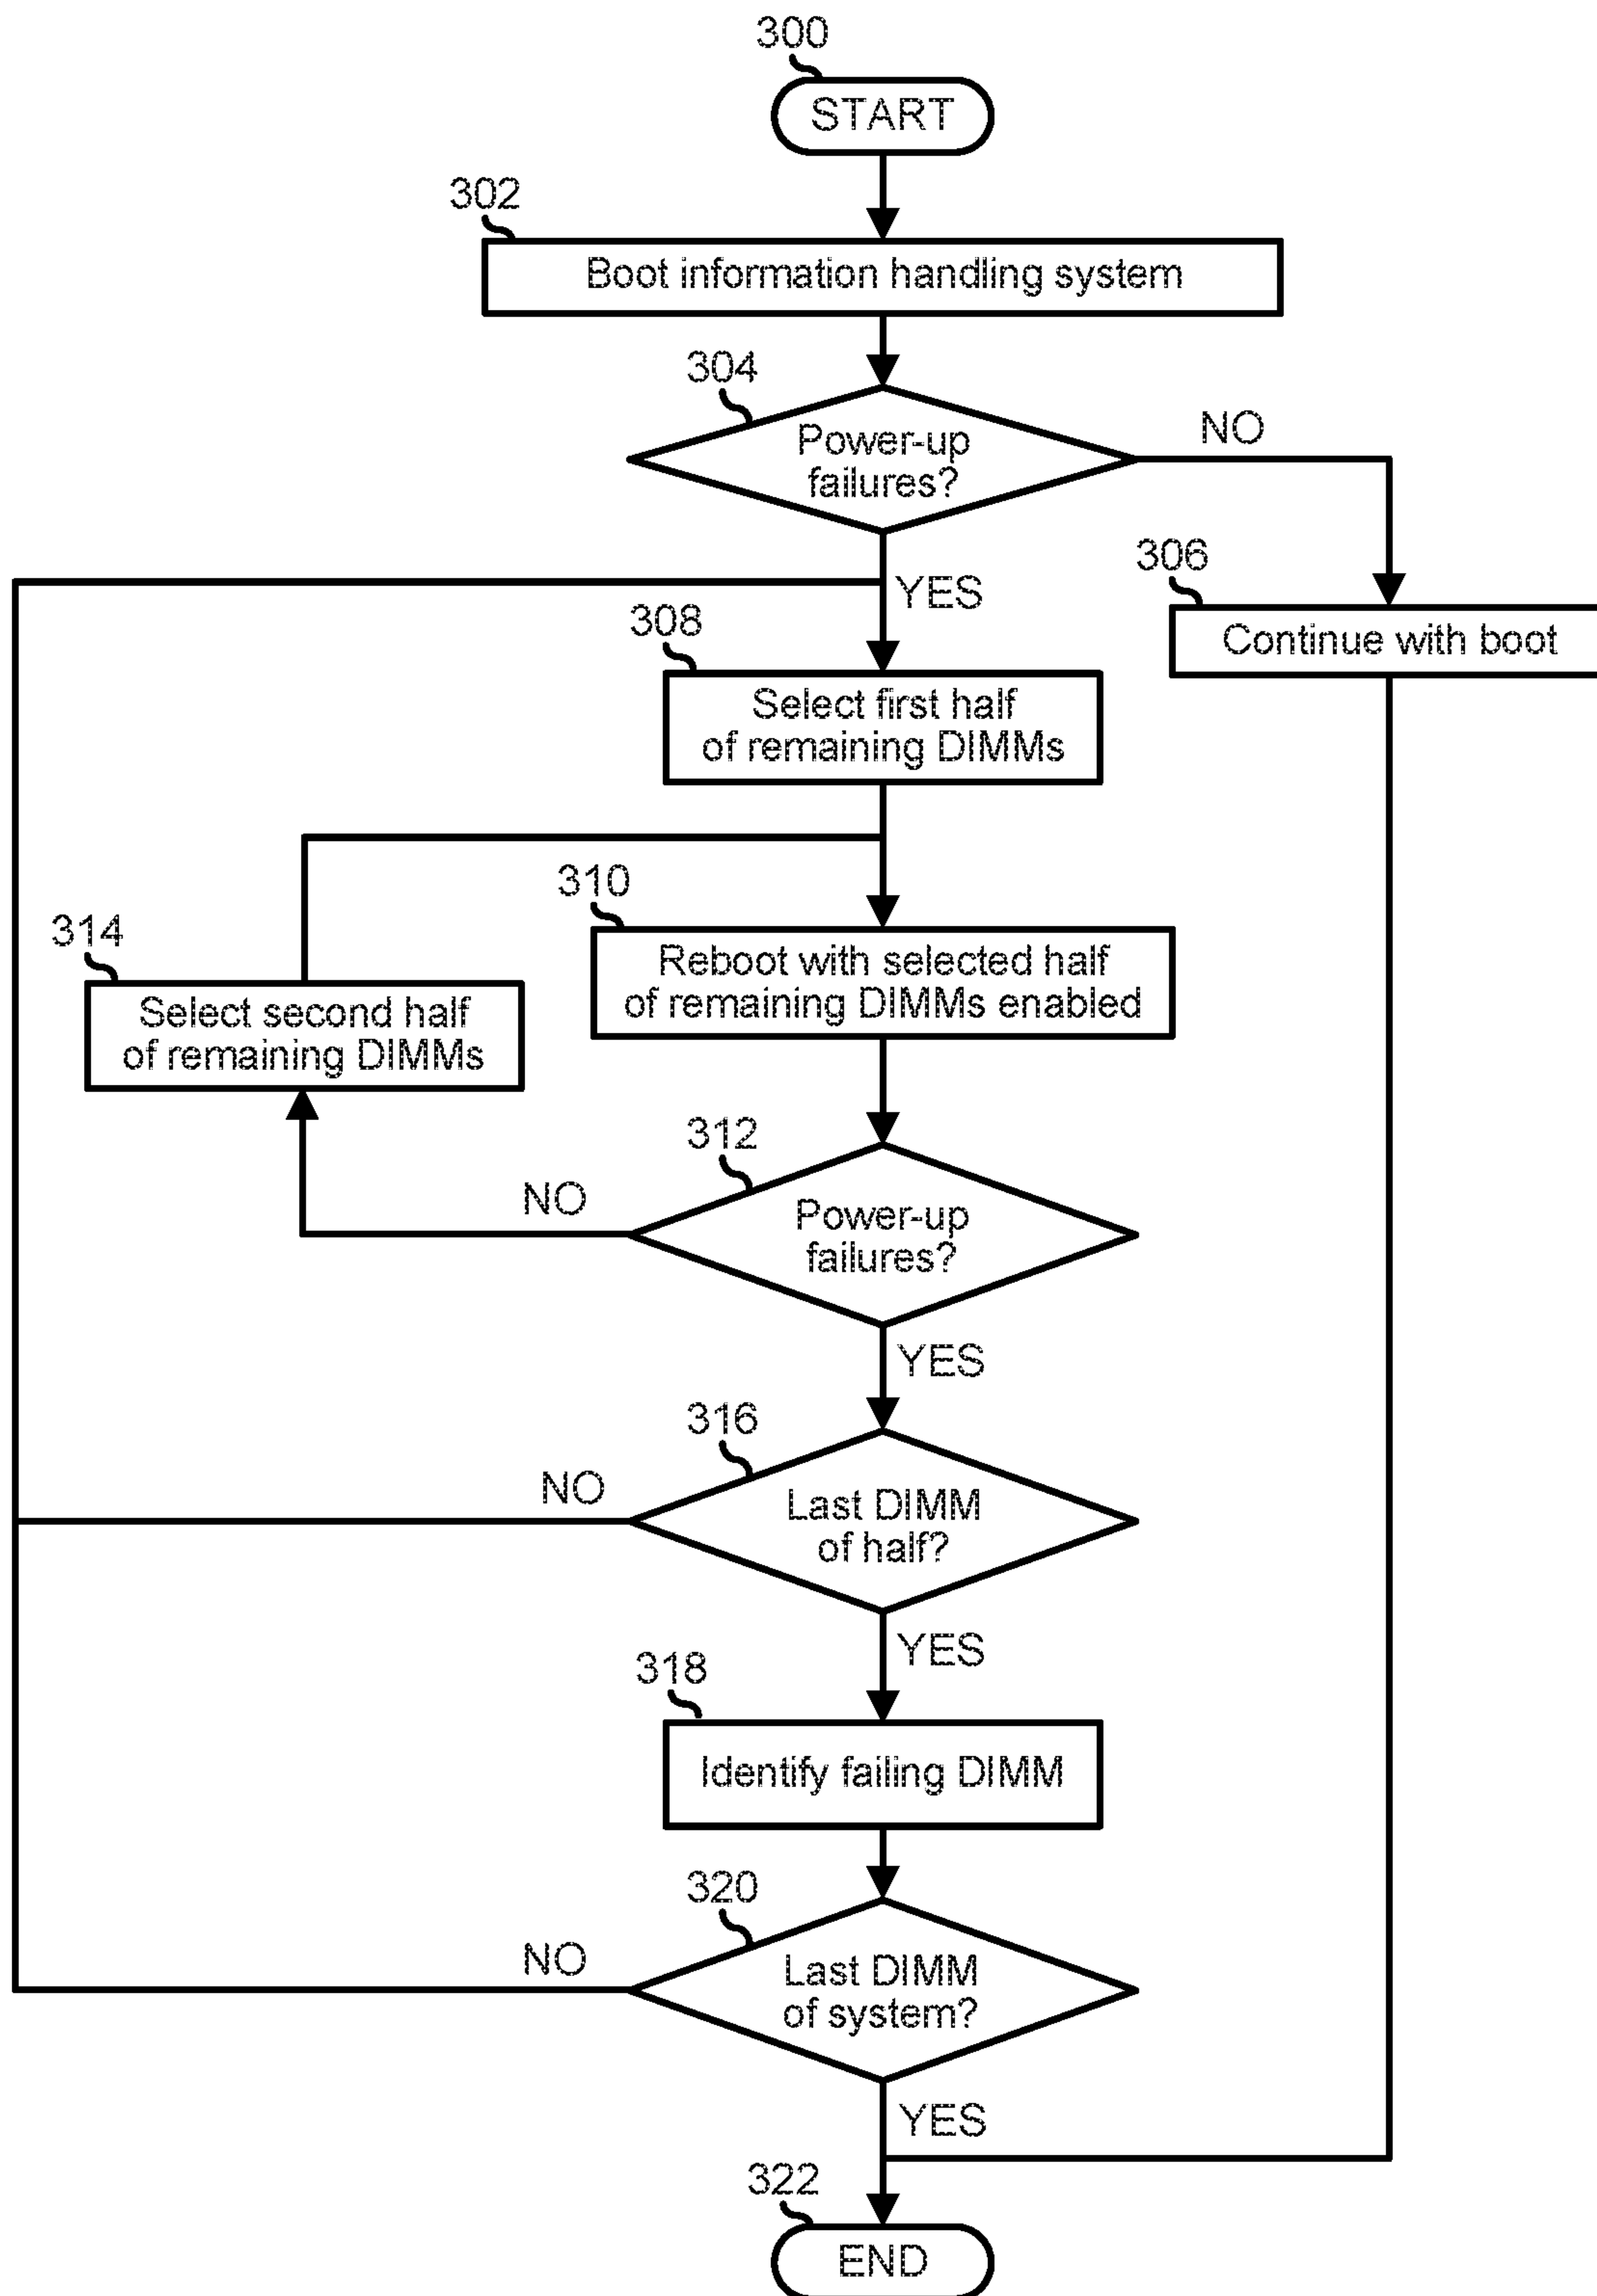 300
START
302
Boot information handling system
304
Power-up
failures?
NO
YES
306
Continue with boot
308
Select first half
of remaining DIMMs
310
Reboot with selected half
of remaining DIMMs enabled
314
Select second half
of remaining DIMMs
312
Power-up
failures?
NO
YES
316
Last DIMM
of half?
NO
YES
318
Identify failing DIMM
320
Last DIMM
of system?
NO
YES
322
END